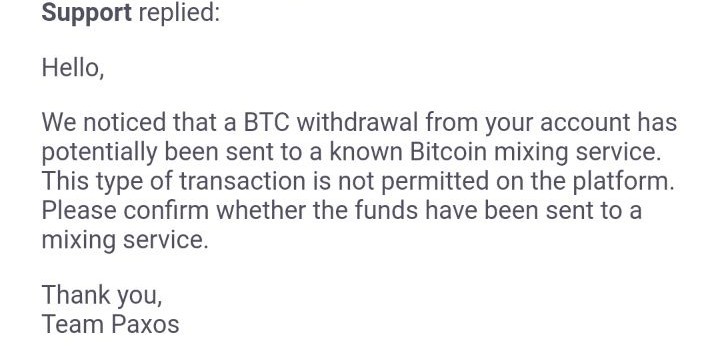 Support replied:
Hello,
We noticed that a BTC withdrawal from your account has
potentially been sent to a known Bitcoin mixing service.
This type of transaction is not permitted on the platform.
Please confirm whether the funds have been sent to a
mixing service.
Thank you,
Team Paxos